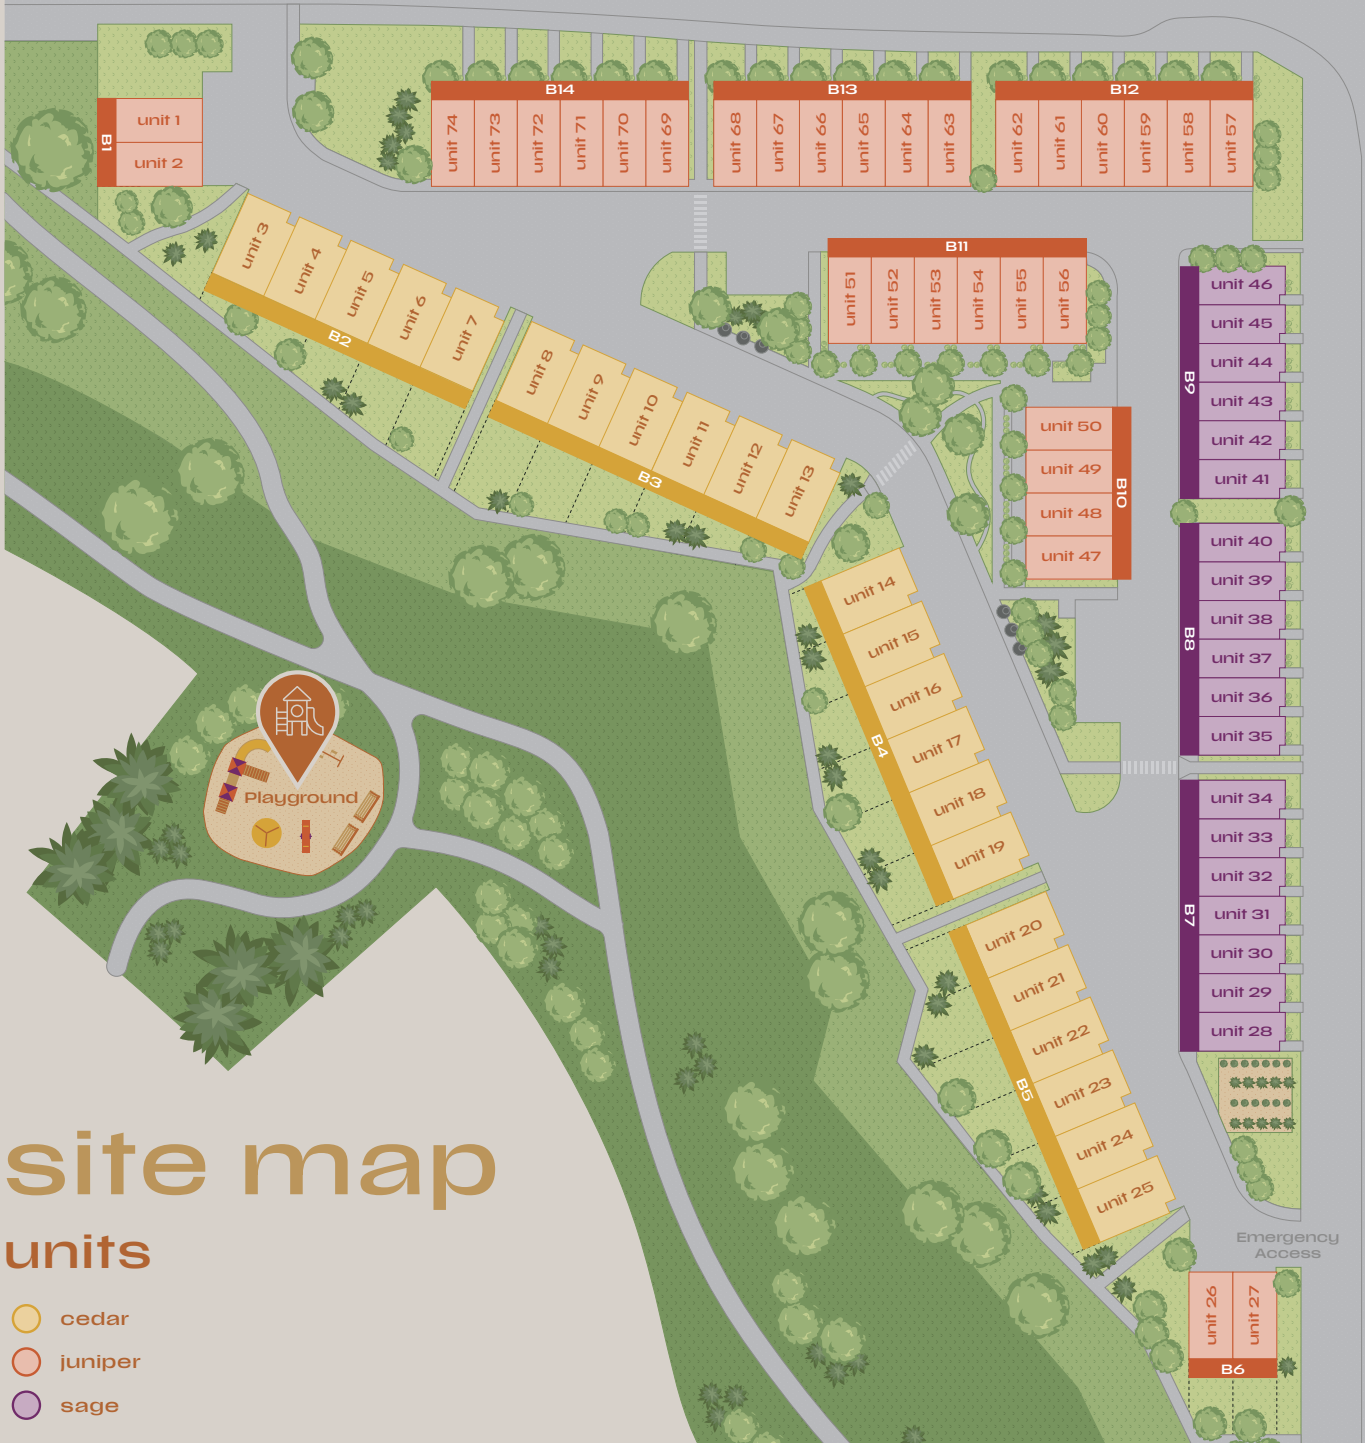 B14
B13
B12
unit 74
unit 73
unit 72
unit 71
unit 70
unit 69
unit 68
unit 67
unit 66
unit 65
unit 64
unit 63
unit 62
unit 61
unit 60
unit 59
unit 58
unit 57
B1
unit 1
unit 2
unit 3
unit 4
unit 5
unit 6
unit 7
B2
B11
unit 51
unit 52
unit 53
unit 54
unit 55
unit 56
unit 46
unit 45
unit 44
unit 43
unit 42
unit 41
B9
unit 8
unit 9
unit 10
unit 11
unit 12
unit 13
B3
unit 50
unit 49
unit 48
unit 47
B10
unit 40
unit 39
unit 38
unit 37
unit 36
unit 35
B8
unit 14
unit 15
unit 16
unit 17
unit 18
unit 19
B4
Playground
unit 34
unit 33
unit 32
unit 31
unit 30
unit 29
unit 28
B7
unit 20
unit 21
unit 22
unit 23
unit 24
unit 25
B5
Emergency
Access
unit 26
unit 27
B6
site map
units
cedar
juniper
sage